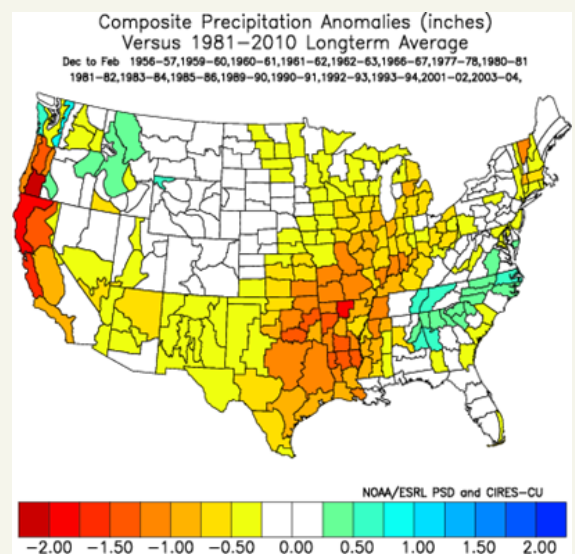 Composite Precipitation Anomalies (inches)
Versus 1981-2010 Longterm Average
Dec to Feb 1956-57,1959-60,1960-61,1961-62,1962-63,1966-67,1977-78,1980-81
1981-82,1983-84,1985-86,1989-90,1990-91,1992-93,1993-94,2001-02,2003-04,
NOAA/ESRL PSD and CIRES-CU
-2.00 -1.50 -1.00 -0.50 0.00 0.50 1.00 1.50 2.00